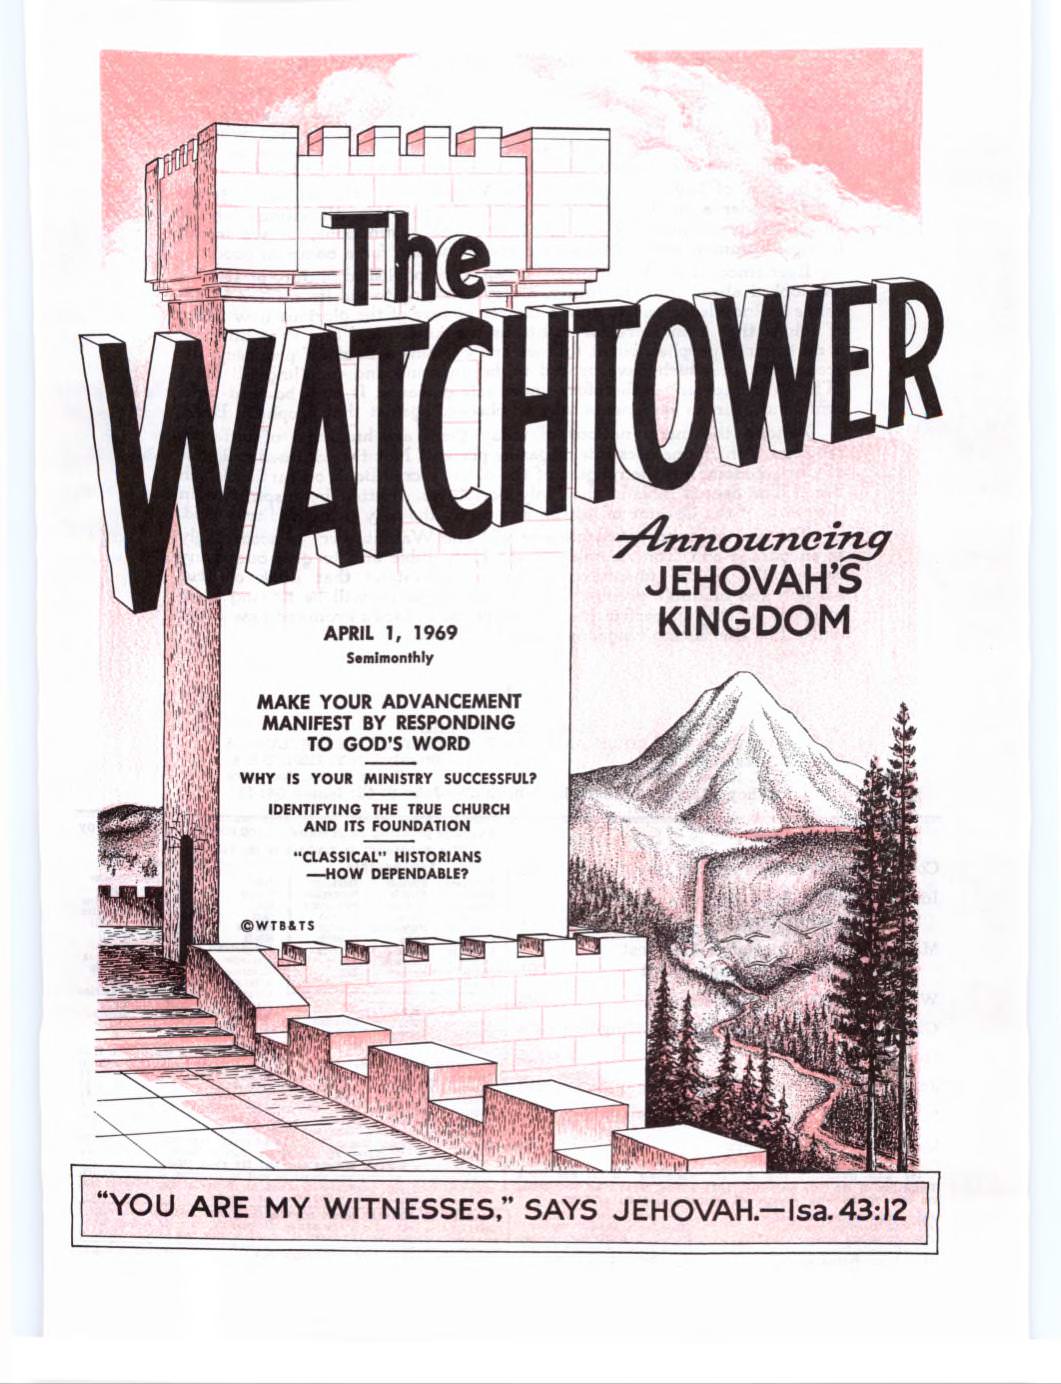 The
WATCHTOWER
Announcing
JEHOVAH'S
KINGDOM
APRIL 1, 1969
Semimonthly
MAKE YOUR ADVANCEMENT
MANIFEST BY RESPONDING
TO GOD'S WORD
WHY IS YOUR MINISTRY SUCCESSFUL?
IDENTIFYING THE TRUE CHURCH
AND ITS FOUNDATION
"CLASSICAL" HISTORIANS
—HOW DEPENDABLE?
©WTB&TS
"YOU ARE MY WITNESSES," SAYS JEHOVAH.—Isa. 43:12